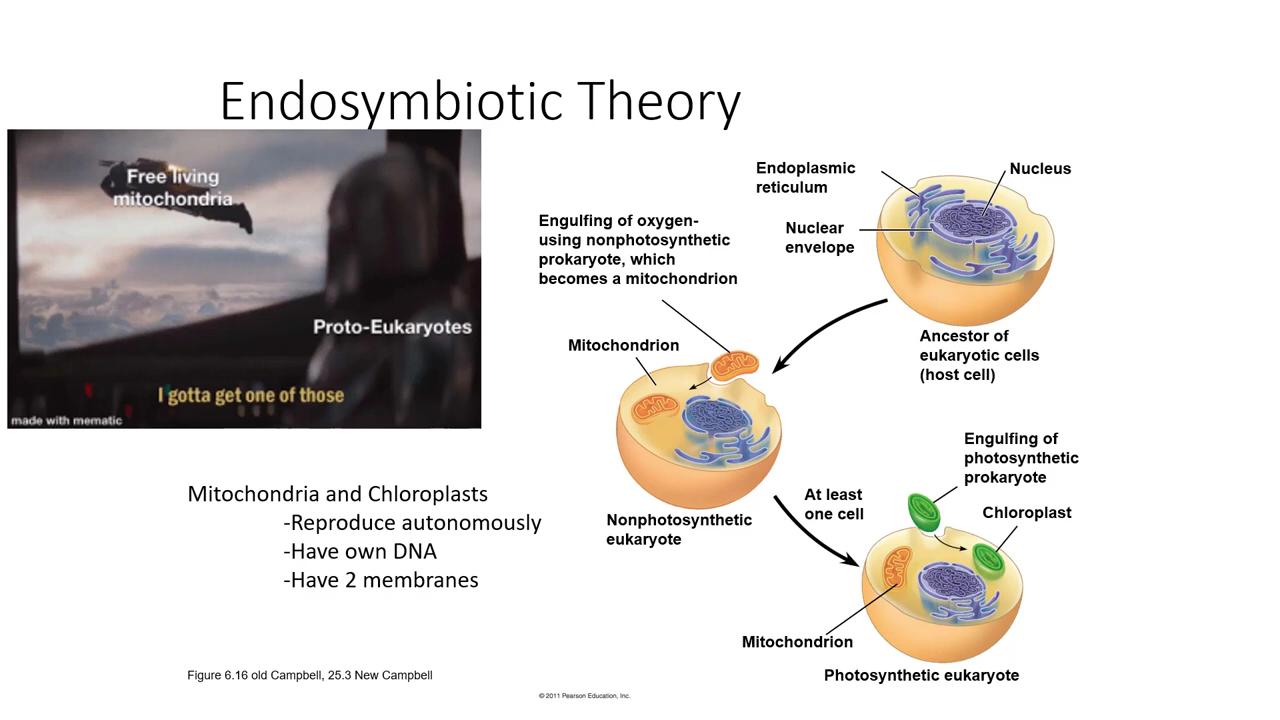 Endosymbiotic Theory
Free living
mitochondria
Proto-Eukaryotes
I gotta get one of those
made with mematic
Mitochondria and Chloroplasts
-Reproduce autonomously
-Have own DNA
-Have 2 membranes
Figure 6.16 old Campbell, 25.3 New Campbell
Endoplasmic
reticulum
Nucleus
Nuclear
envelope
Engulfing of oxygen-
using nonphotosynthetic
prokaryote, which
becomes a mitochondrion
Ancestor of
eukaryotic cells
(host cell)
Mitochondrion
Nonphotosynthetic
eukaryote
At least
one cell
Engulfing of
photosynthetic
prokaryote
Chloroplast
Mitochondrion
Photosynthetic eukaryote
© 2011 Pearson Education, Inc.